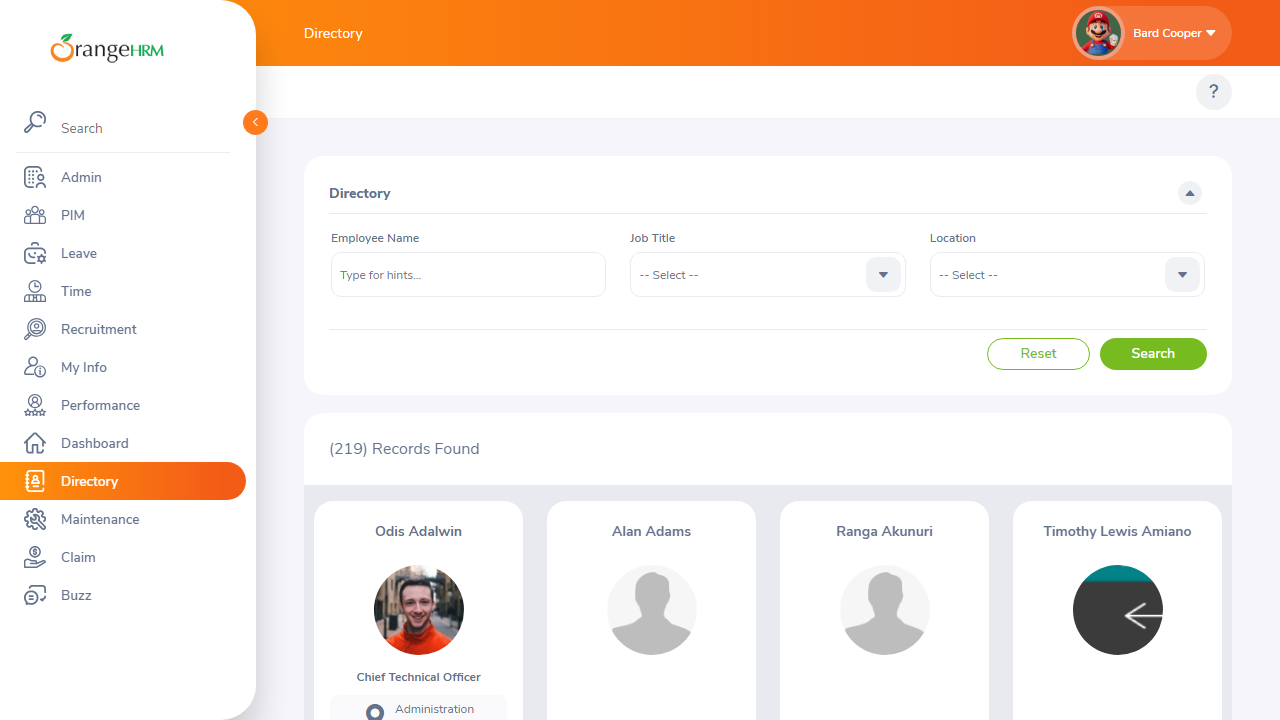 OrangeHRM
Directory
Bard Cooper
?
Search
Admin
PIM
Leave
Time
Recruitment
My Info
Performance
Dashboard
Directory
Maintenance
Claim
Buzz
Directory
Employee Name
Job Title
Location
Type for hints...
-- Select --
-- Select --
Reset
Search
(219) Records Found
Odis Adalwin
Alan Adams
Ranga Akunuri
Timothy Lewis Amiano
Chief Technical Officer
Administration